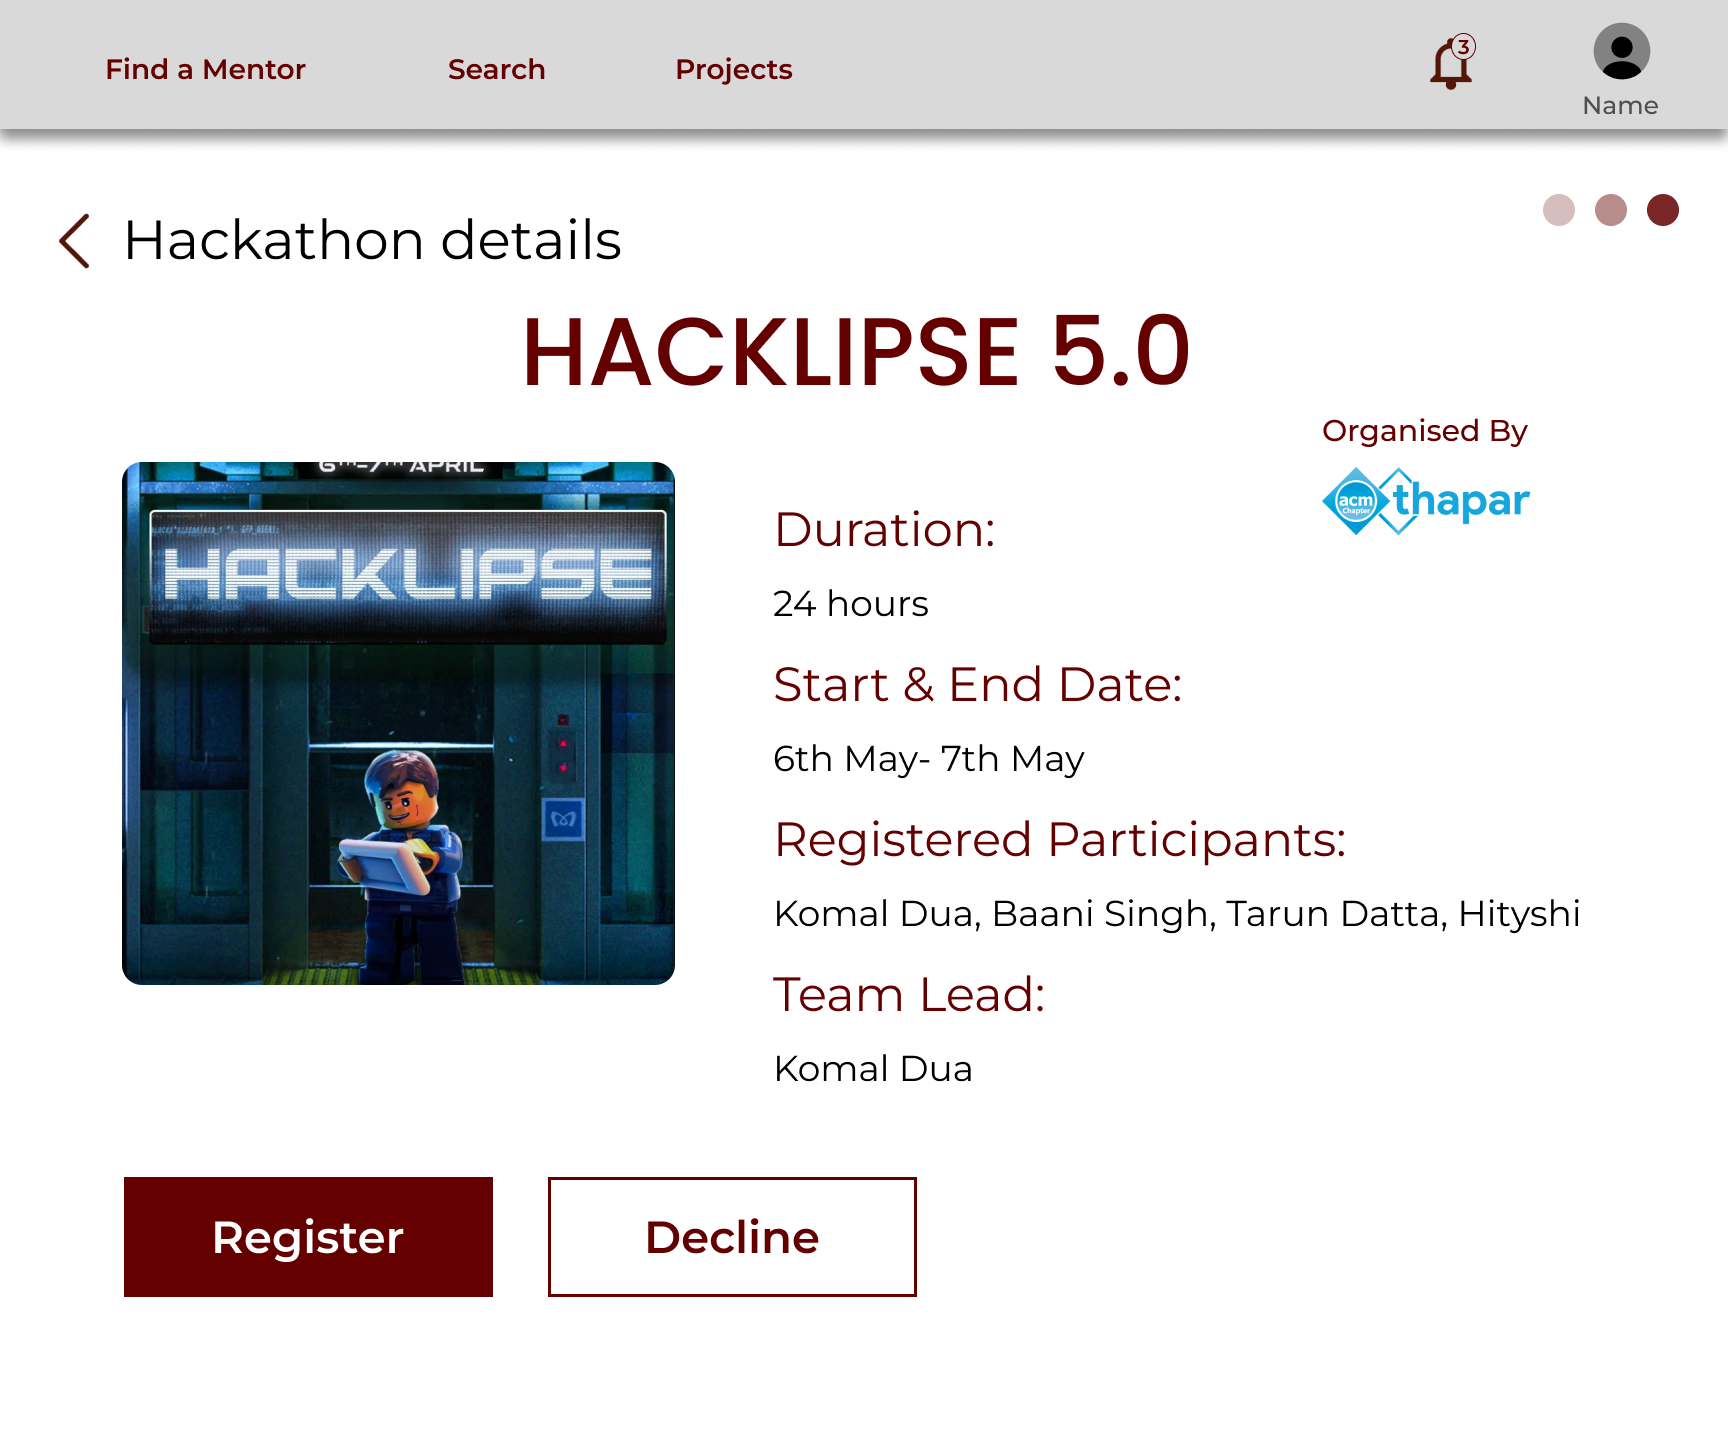 Find a Mentor
Search
Projects
3
Name
Hackathon details
HACKLIPSE 5.0
Organised By
acm
Chapter
thapar
6TH-7TH APRIL
HACKLIPSE
Duration:
24 hours
Start & End Date:
6th May- 7th May
Registered Participants:
Komal Dua, Baani Singh, Tarun Datta, Hityshi
Team Lead:
Komal Dua
Register
Decline